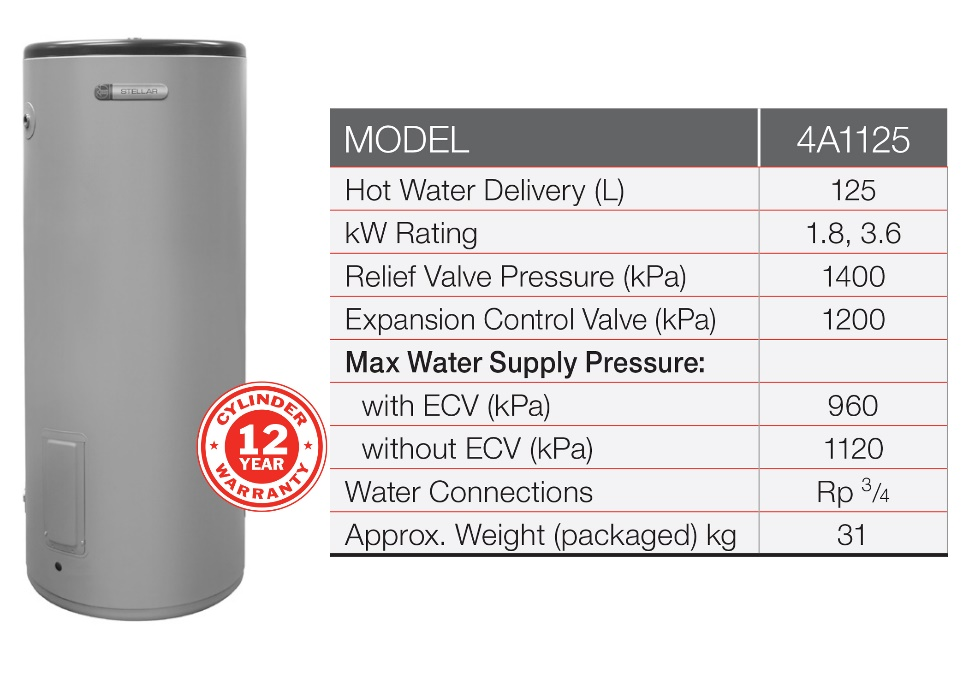 STELLAR
MODEL 4A1125
Hot Water Delivery (L) 125
kW Rating 1.8, 3.6
Relief Valve Pressure (kPa) 1400
Expansion Control Valve (kPa) 1200
Max Water Supply Pressure:
with ECV (kPa) 960
without ECV (kPa) 1120
Water Connections Rp 3/4
Approx. Weight (packaged) kg 31
CYLINDER
12
YEAR
WARRANTY